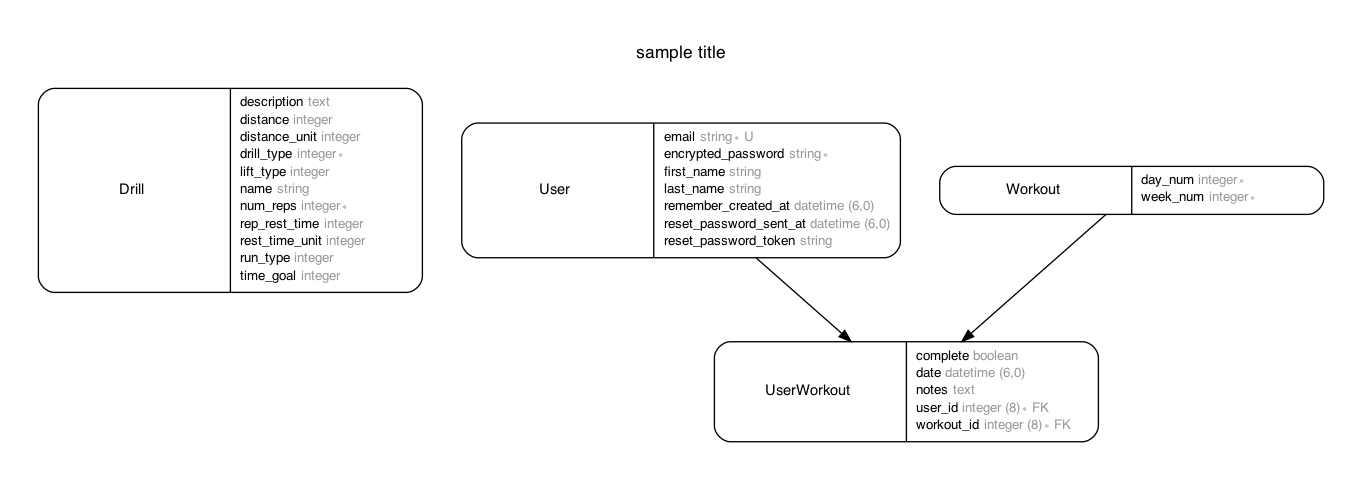 sample title
Drill
description text
distance integer
distance_unit integer
drill_type integer *
lift_type integer
name string
num_reps integer *
rep_rest_time integer
rest_time_unit integer
run_type integer
time_goal integer
User
email string * U
encrypted_password string *
first_name string
last_name string
remember_created_at datetime (6,0)
reset_password_sent_at datetime (6,0)
reset_password_token string
Workout
day_num integer *
week_num integer *
UserWorkout
complete boolean
date datetime (6,0)
notes text
user_id integer (8) * FK
workout_id integer (8) * FK